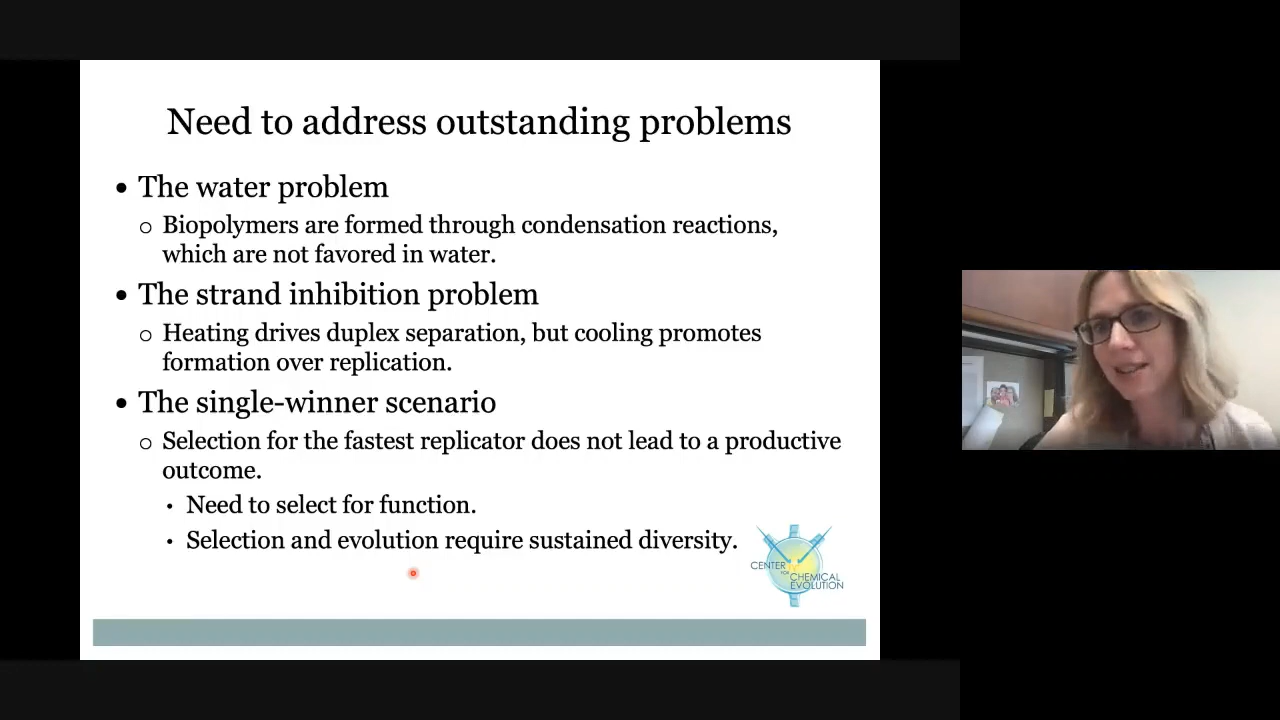 Need to address outstanding problems
• The water problem
o Biopolymers are formed through condensation reactions,
which are not favored in water.
• The strand inhibition problem
o Heating drives duplex separation, but cooling promotes
formation over replication.
• The single-winner scenario
o Selection for the fastest replicator does not lead to a productive
outcome.
• Need to select for function.
• Selection and evolution require sustained diversity.
CENTER
FOR
CHEMICAL
EVOLUTION